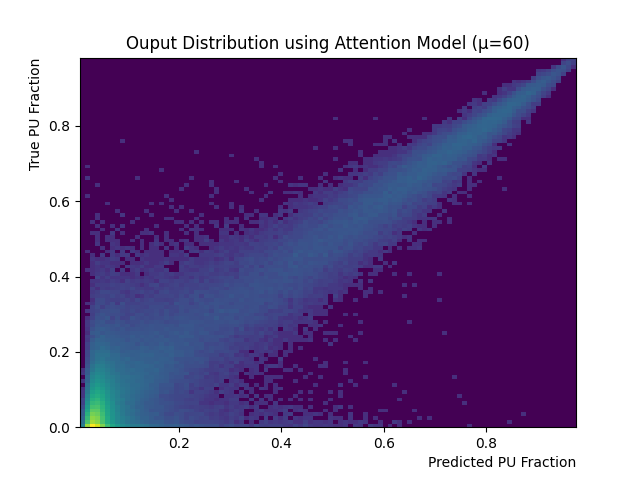 Ouput Distribution using Attention Model (μ=60)
True PU Fraction
0.8
0.6
0.4
0.2
0.0
0.2 0.4 0.6 0.8
Predicted PU Fraction